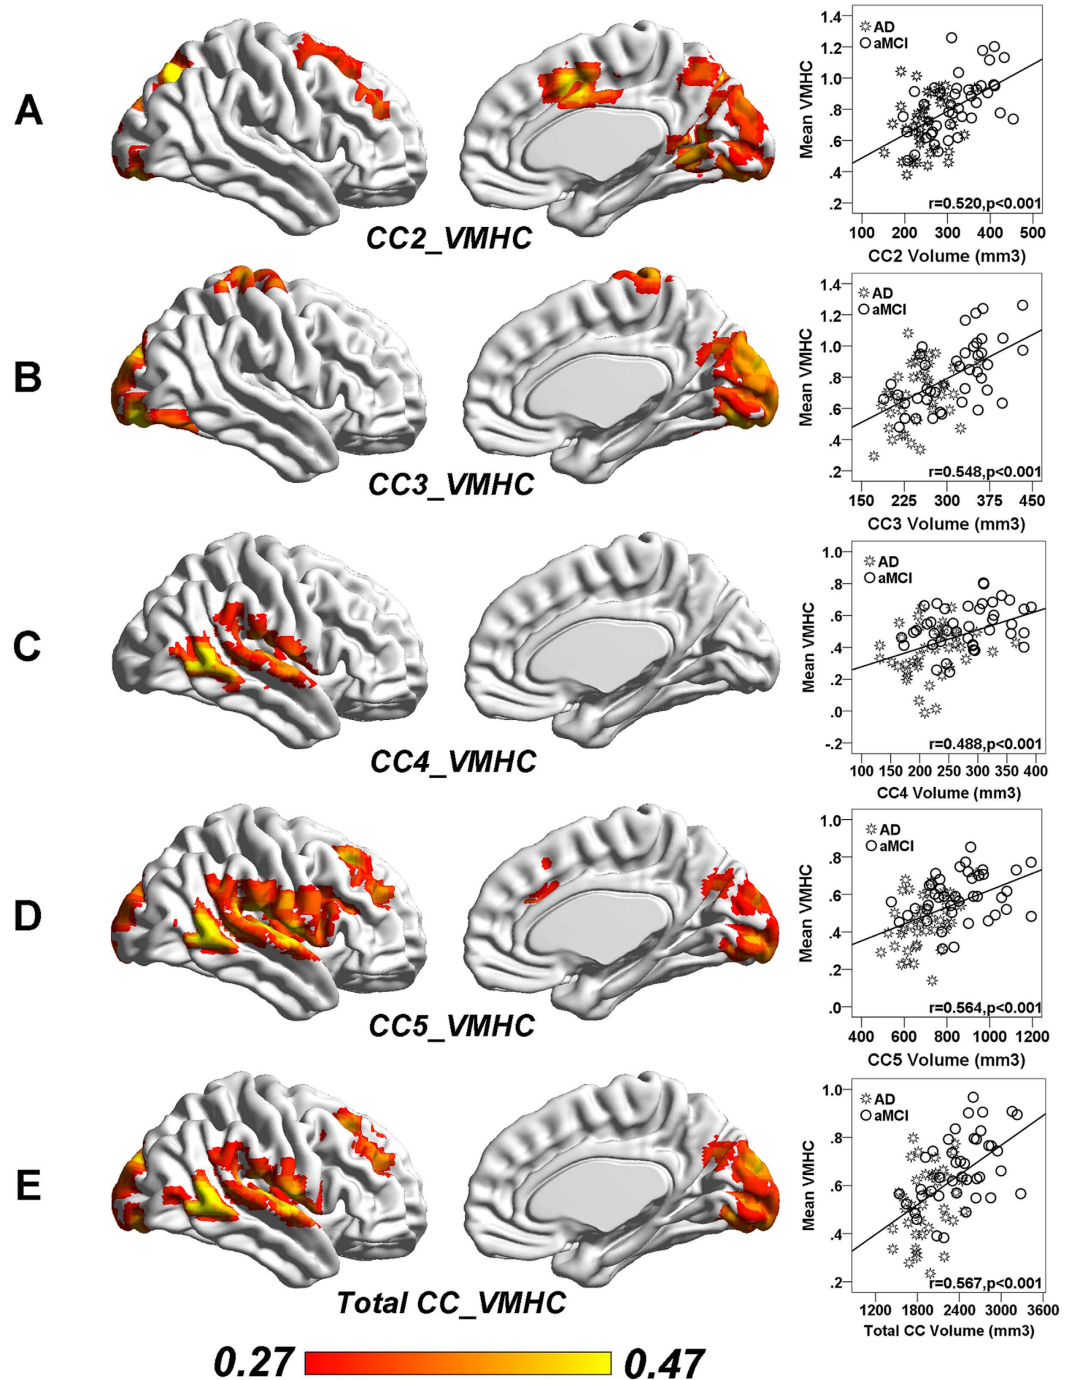 A
CC2_VMHC
Mean VMHC
1.4
1.2
1.0
.8
.6
.4
.2
AD
aMCI
r=0.520,p<0.001
100 200 300 400 500
CC2 Volume (mm3)
B
CC3_VMHC
Mean VMHC
1.4
1.2
1.0
.8
.6
.4
.2
AD
aMCI
r=0.548,p<0.001
150 225 300 375 450
CC3 Volume (mm3)
C
CC4_VMHC
Mean VMHC
1.0
.8
.6
.4
.2
.0
-.2
AD
aMCI
r=0.488,p<0.001
100 150 200 250 300 350 400
CC4 Volume (mm3)
D
CC5_VMHC
Mean VMHC
1.0
.8
.6
.4
.2
.0
AD
aMCI
r=0.564,p<0.001
400 600 800 1000 1200
CC5 Volume (mm3)
E
Total CC_VMHC
Mean VMHC
1.0
.8
.6
.4
.2
AD
aMCI
r=0.567,p<0.001
1200 1800 2400 3000 3600
Total CC Volume (mm3)
0.27 0.47